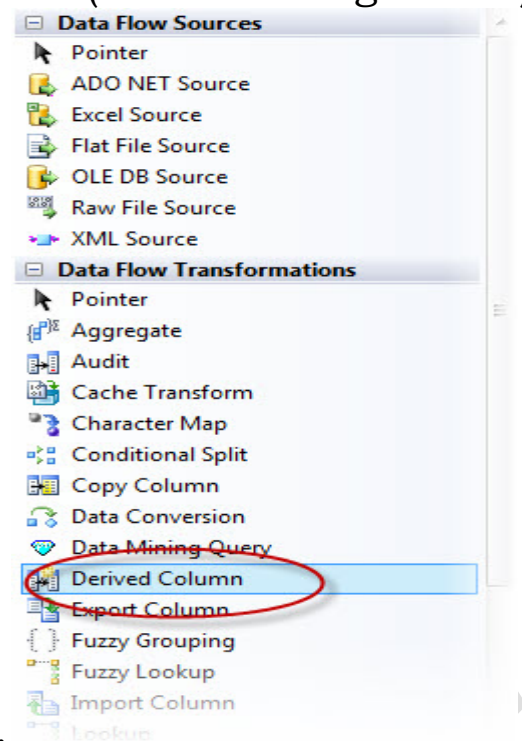 Data Flow Sources
Pointer
ADO NET Source
Excel Source
Flat File Source
OLE DB Source
Raw File Source
XML Source
Data Flow Transformations
Pointer
Aggregate
Audit
Cache Transform
Character Map
Conditional Split
Copy Column
Data Conversion
Data Mining Query
Derived Column
Export Column
Fuzzy Grouping
Fuzzy Lookup
Import Column
Lookup